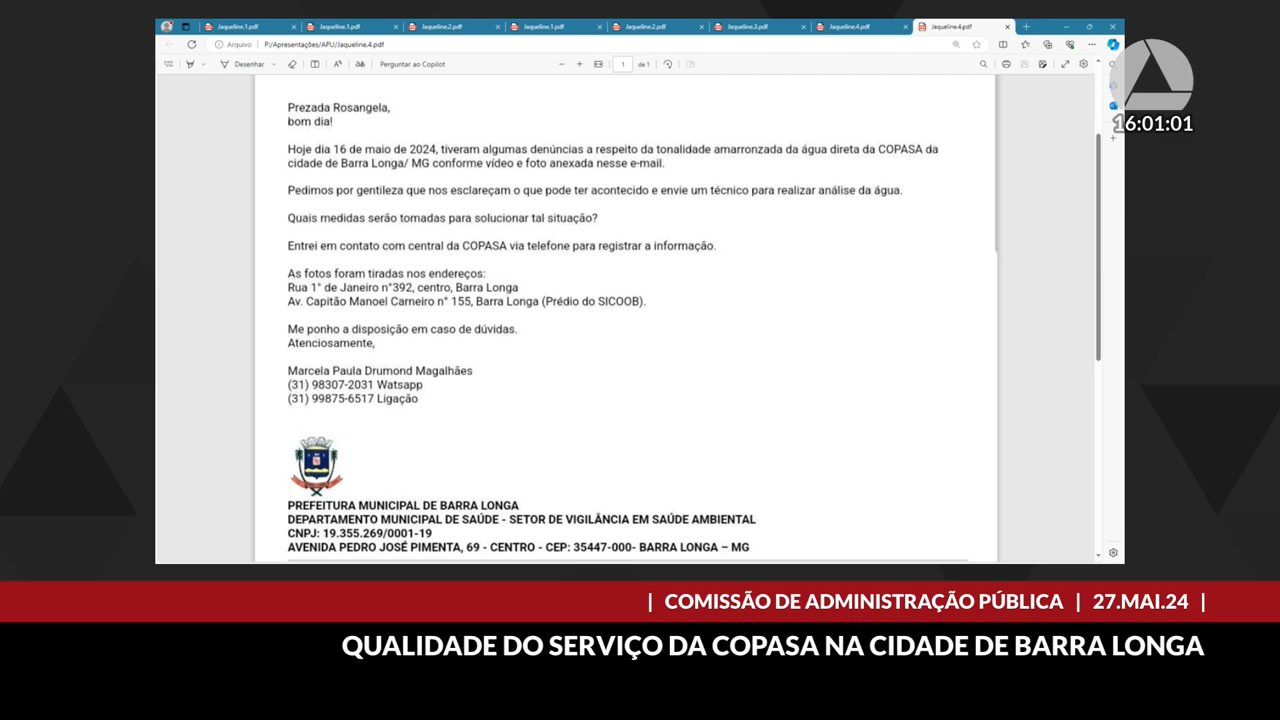 Jaqueline.1.pdf
Jaqueline.1.pdf
Jaqueline.2.pdf
Jaqueline.1.pdf
Jaqueline.2.pdf
Jaqueline.3.pdf
Jaqueline.4.pdf
Jaqueline.4.pdf
Arquivo | P:/Apresentações/APU/Jaqueline.4.pdf
Desenhar
Perguntar ao Copilot
1 de 1
16:01:01
Prezada Rosangela,
bom dia!
Hoje dia 16 de maio de 2024, tiveram algumas denúncias a respeito da tonalidade amarronzada da água direta da COPASA da
cidade de Barra Longa/ MG conforme vídeo e foto anexada nesse e-mail.
Pedimos por gentileza que nos esclareçam o que pode ter acontecido e envie um técnico para realizar análise da água.
Quais medidas serão tomadas para solucionar tal situação?
Entrei em contato com central da COPASA via telefone para registrar a informação.
As fotos foram tiradas nos endereços:
Rua 1° de Janeiro n°392, centro, Barra Longa
Av. Capitão Manoel Carneiro n° 155, Barra Longa (Prédio do SICOOB).
Me ponho a disposição em caso de dúvidas.
Atenciosamente,
Marcela Paula Drumond Magalhães
(31) 98307-2031 Watsapp
(31) 99875-6517 Ligação
PREFEITURA MUNICIPAL DE BARRA LONGA
DEPARTAMENTO MUNICIPAL DE SAÚDE - SETOR DE VIGILÂNCIA EM SAÚDE AMBIENTAL
CNPJ: 19.355.269/0001-19
AVENIDA PEDRO JOSÉ PIMENTA, 69 - CENTRO - CEP: 35447-000- BARRA LONGA – MG
| COMISSÃO DE ADMINISTRAÇÃO PÚBLICA | 27.MAI.24 |
QUALIDADE DO SERVIÇO DA COPASA NA CIDADE DE BARRA LONGA